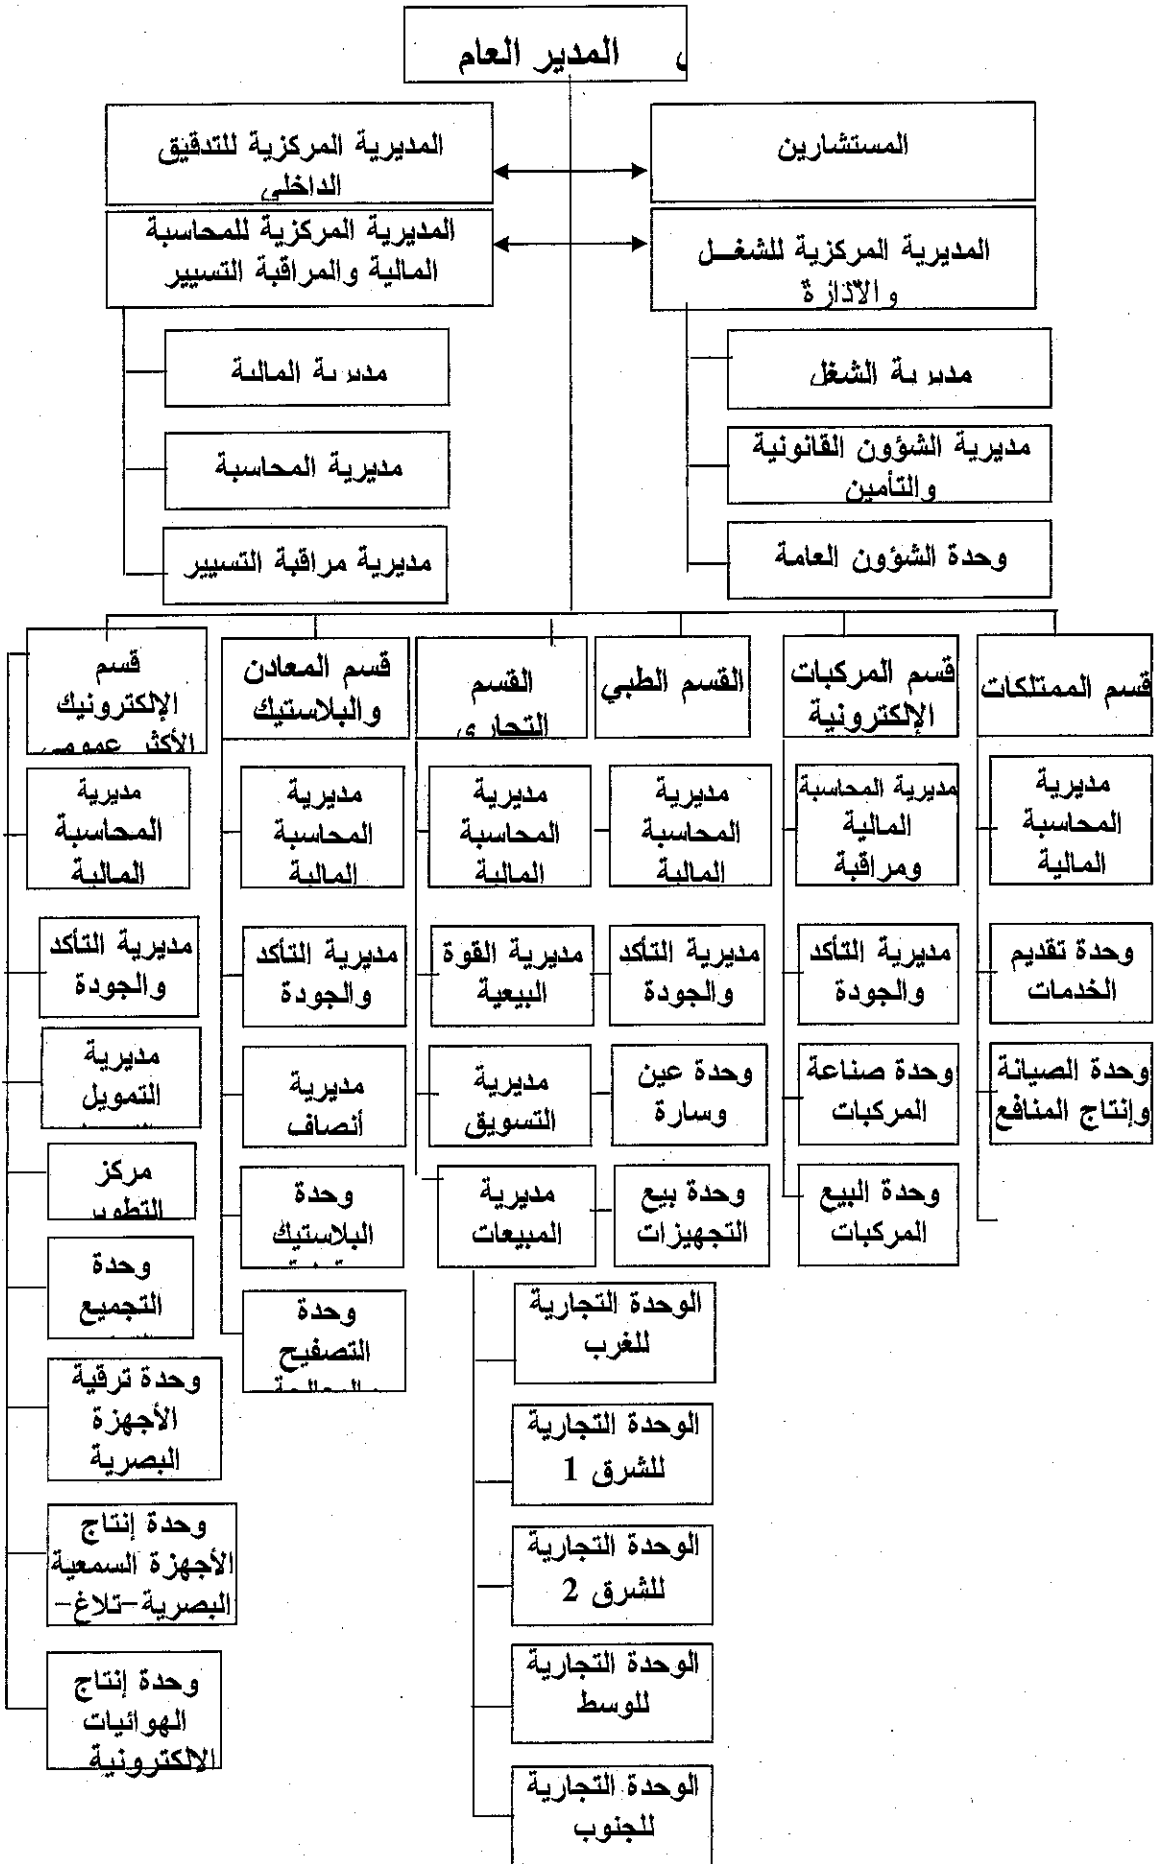 المدير العام
المستشارين
المديرية المركزية للتدقيق
الداخلي
المديرية المركزية للشغل
والادارة
المديرية المركزية للمحاسبة
المالية والمراقبة التسيير
مديرية الشغل
مديرية الشؤون القانونية
والتأمين
وحدة الشؤون العامة
مديرية المالية
مديرية المحاسبة
مديرية مراقبة التسيير
قسم الممتلكات
قسم المركبات
الإلكترونية
القسم الطبي
القسم
التجاري
قسم المعادن
والبلاستيك
قسم
الإلكترونيك
الأكثر عمومي
مديرية
المحاسبة
المالية
وحدة تقديم
الخدمات
وحدة الصيانة
وإنتاج المنافع
مديرية المحاسبة
المالية
ومراقبة
مديرية التأكد
والجودة
وحدة صناعة
المركبات
وحدة البيع
المركبات
مديرية
المحاسبة
المالية
مديرية التأكد
والجودة
وحدة عين
وسارة
وحدة بيع
التجهيزات
مديرية
المحاسبة
المالية
مديرية القوة
البيعية
مديرية
التسويق
مديرية
المبيعات
الوحدة التجارية
للغرب
الوحدة التجارية
للشرق 1
الوحدة التجارية
للشرق 2
الوحدة التجارية
للوسط
الوحدة التجارية
للجنوب
مديرية
المحاسبة
المالية
مديرية التأكد
والجودة
مديرية
أنصاف
وحدة
البلاستيك
وحدة
التصفيح
مديرية
المحاسبة
المالية
مديرية التأكد
والجودة
مديرية
التمويل
مركز
التطوير
وحدة
التجميع
وحدة ترقية
الأجهزة
البصرية
وحدة إنتاج
الأجهزة السمعية
البصرية-تلاغ-
وحدة إنتاج
الهوائيات
الالكترونية